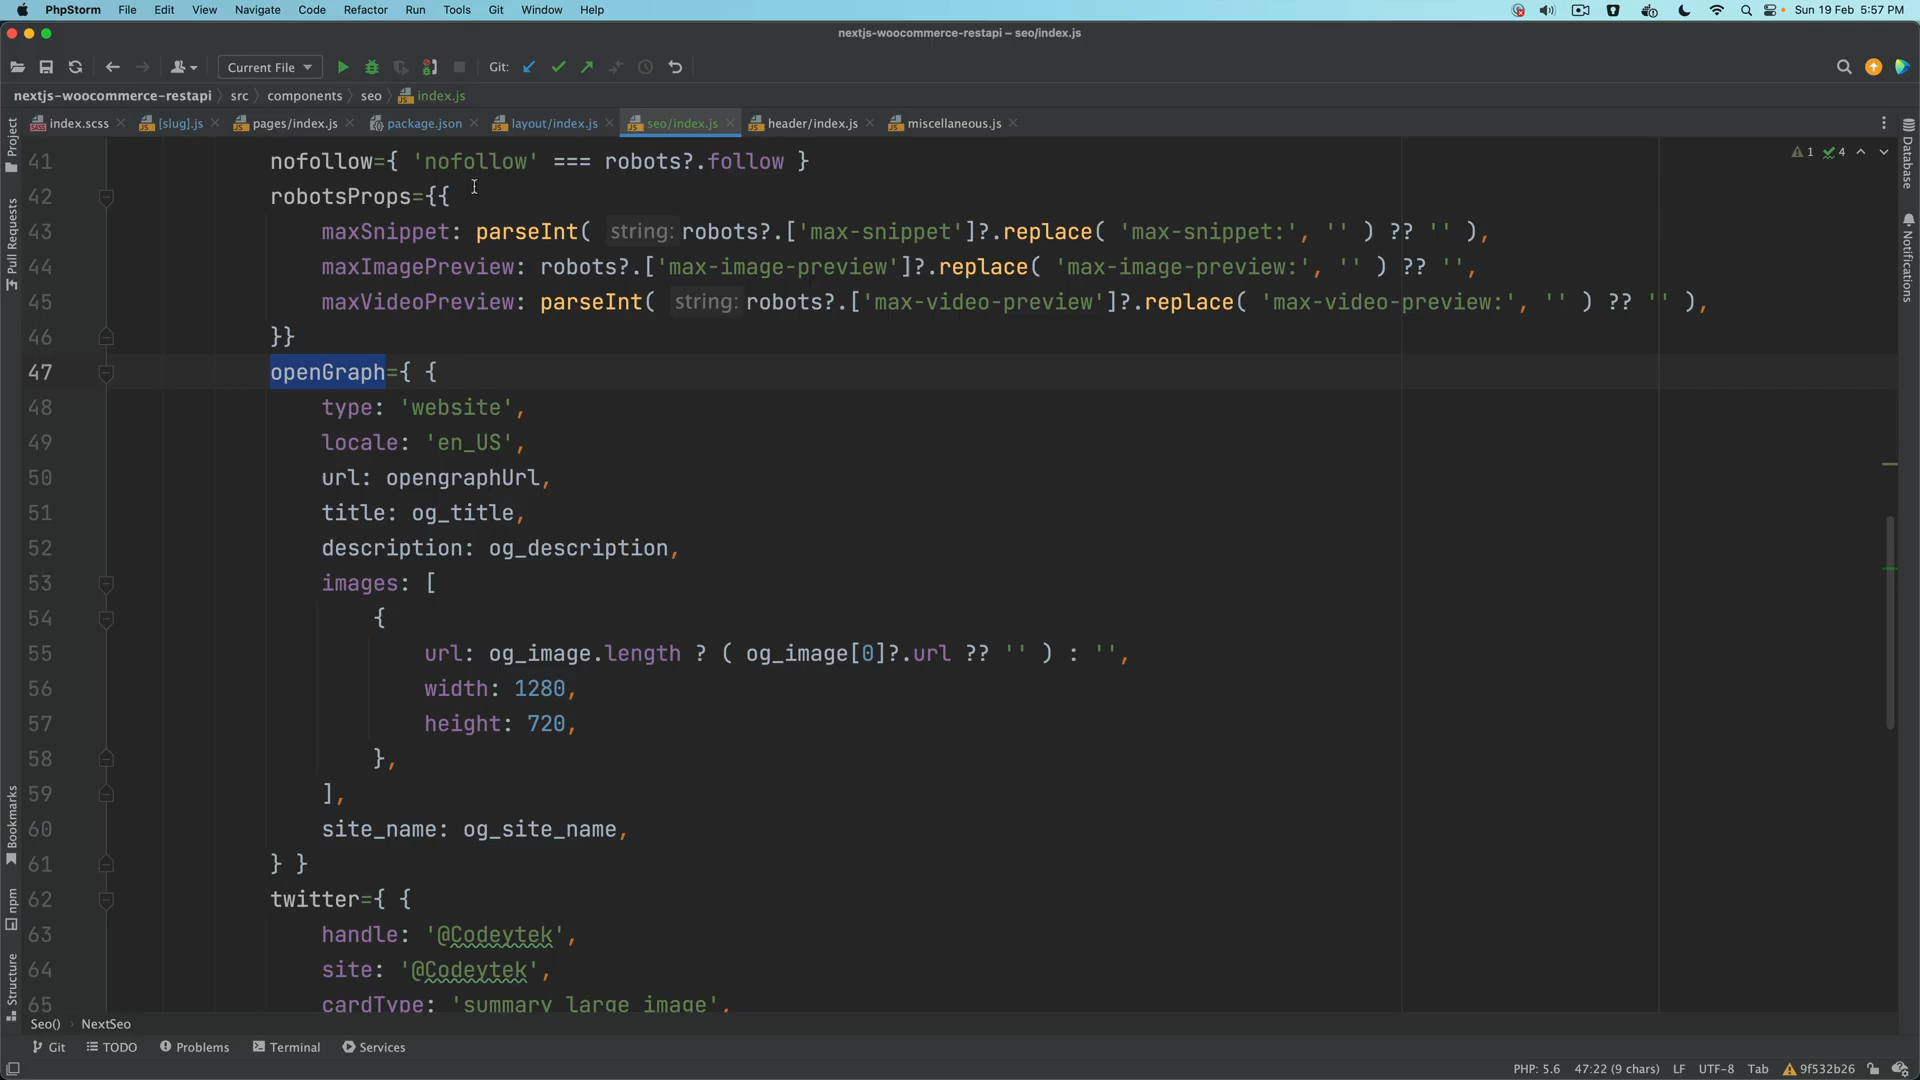 PhpStorm File Edit View Navigate Code Refactor Run Tools Git Window Help Sun 19 Feb 5:57 PM
nextjs-woocommerce-restapi – seo/index.js
Current File Git:
nextjs-woocommerce-restapi src components seo index.js
index.scss [slug].js pages/index.js package.json layout/index.js seo/index.js header/index.js miscellaneous.js
Project
Pull Requests
Bookmarks
npm
Structure
Database
Notifications
1 4
41 nofollow={ 'nofollow' === robots?.follow }
42 robotsProps={{
43 maxSnippet: parseInt( string: robots?.['max-snippet']?.replace( 'max-snippet:', '' ) ?? '' ),
44 maxImagePreview: robots?.['max-image-preview']?.replace( 'max-image-preview:', '' ) ?? '',
45 maxVideoPreview: parseInt( string: robots?.['max-video-preview']?.replace( 'max-video-preview:', '' ) ?? '' ),
46 }}
47 openGraph={ {
48 type: 'website',
49 locale: 'en_US',
50 url: opengraphUrl,
51 title: og_title,
52 description: og_description,
53 images: [
54 {
55 url: og_image.length ? ( og_image[0]?.url ?? '' ) : '',
56 width: 1280,
57 height: 720,
58 },
59 ],
60 site_name: og_site_name,
61 } }
62 twitter={ {
63 handle: '@Codeytek',
64 site: '@Codeytek',
65 cardType: 'summary_large_image',
Seo() NextSeo
Git TODO Problems Terminal Services
PHP: 5.6 47:22 (9 chars) LF UTF-8 Tab 9f532b26